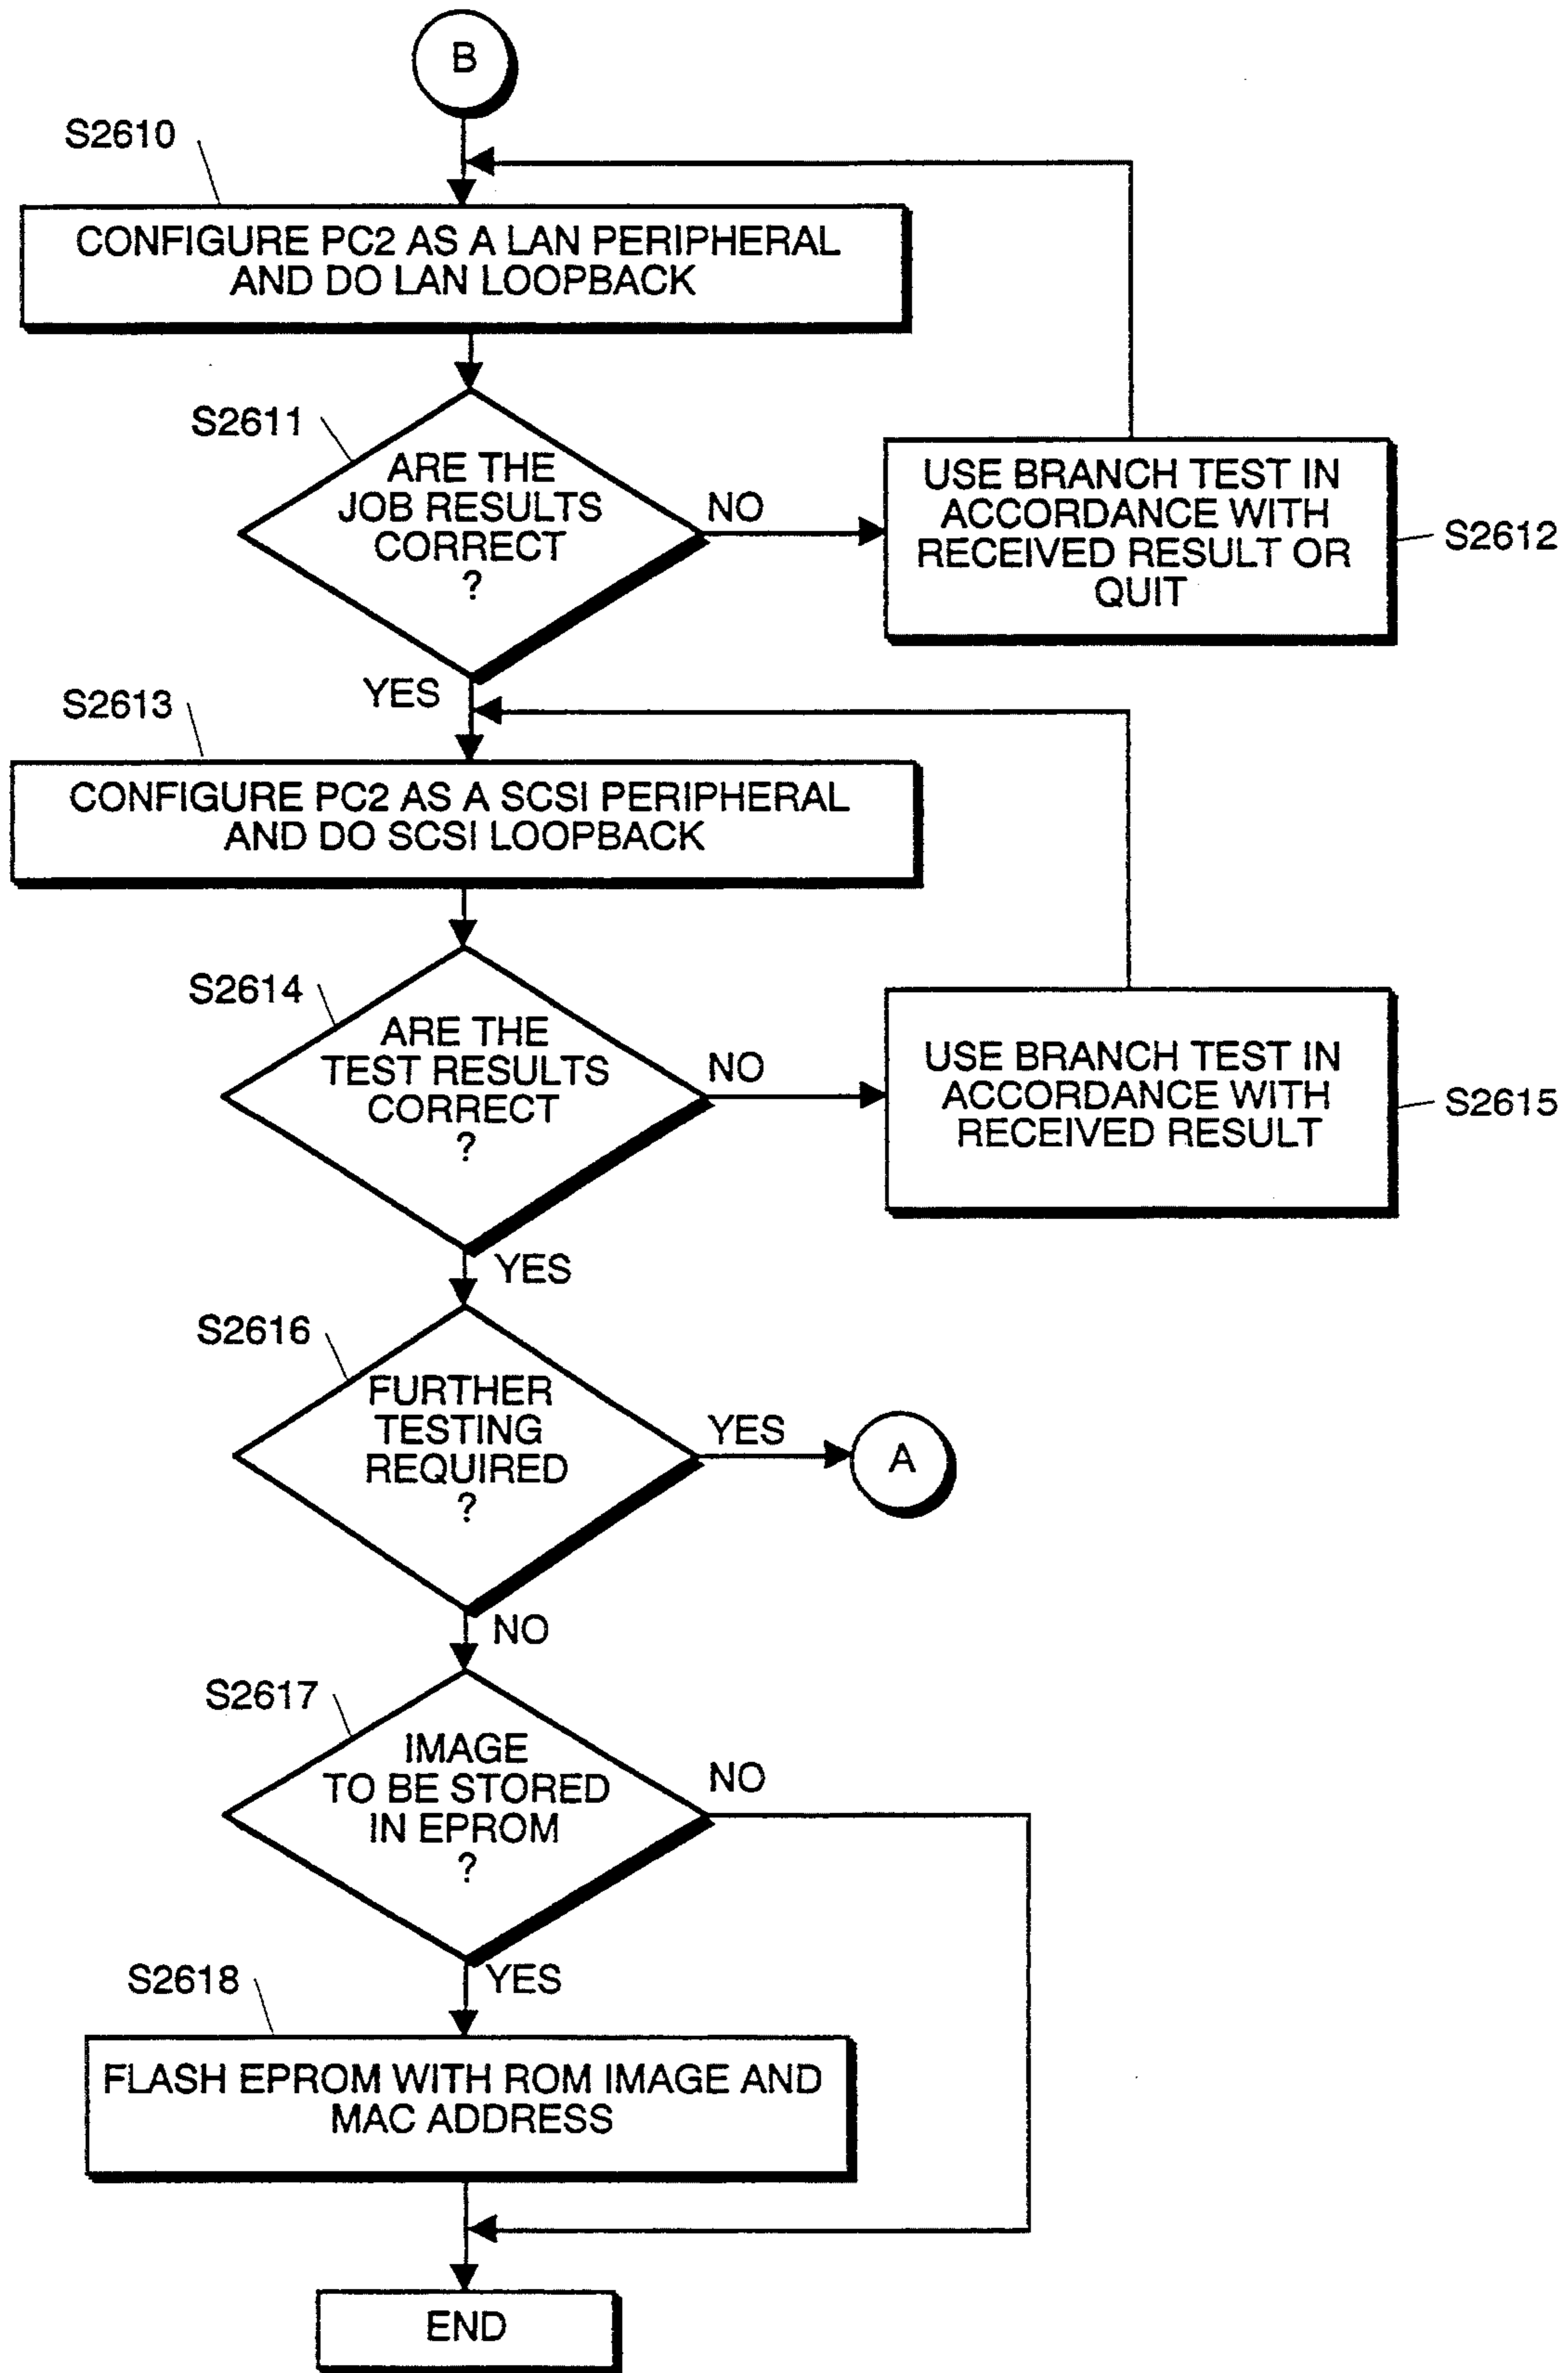 B
S2610
CONFIGURE PC2 AS A LAN PERIPHERAL
AND DO LAN LOOPBACK
S2611
ARE THE
JOB RESULTS
CORRECT
?
NO
USE BRANCH TEST IN
ACCORDANCE WITH
RECEIVED RESULT OR
QUIT
S2612
YES
S2613
CONFIGURE PC2 AS A SCSI PERIPHERAL
AND DO SCSI LOOPBACK
S2614
ARE THE
TEST RESULTS
CORRECT
?
NO
USE BRANCH TEST IN
ACCORDANCE WITH
RECEIVED RESULT
S2615
YES
S2616
FURTHER
TESTING
REQUIRED
?
YES
A
NO
S2617
IMAGE
TO BE STORED
IN EPROM
?
NO
YES
S2618
FLASH EPROM WITH ROM IMAGE AND
MAC ADDRESS
END